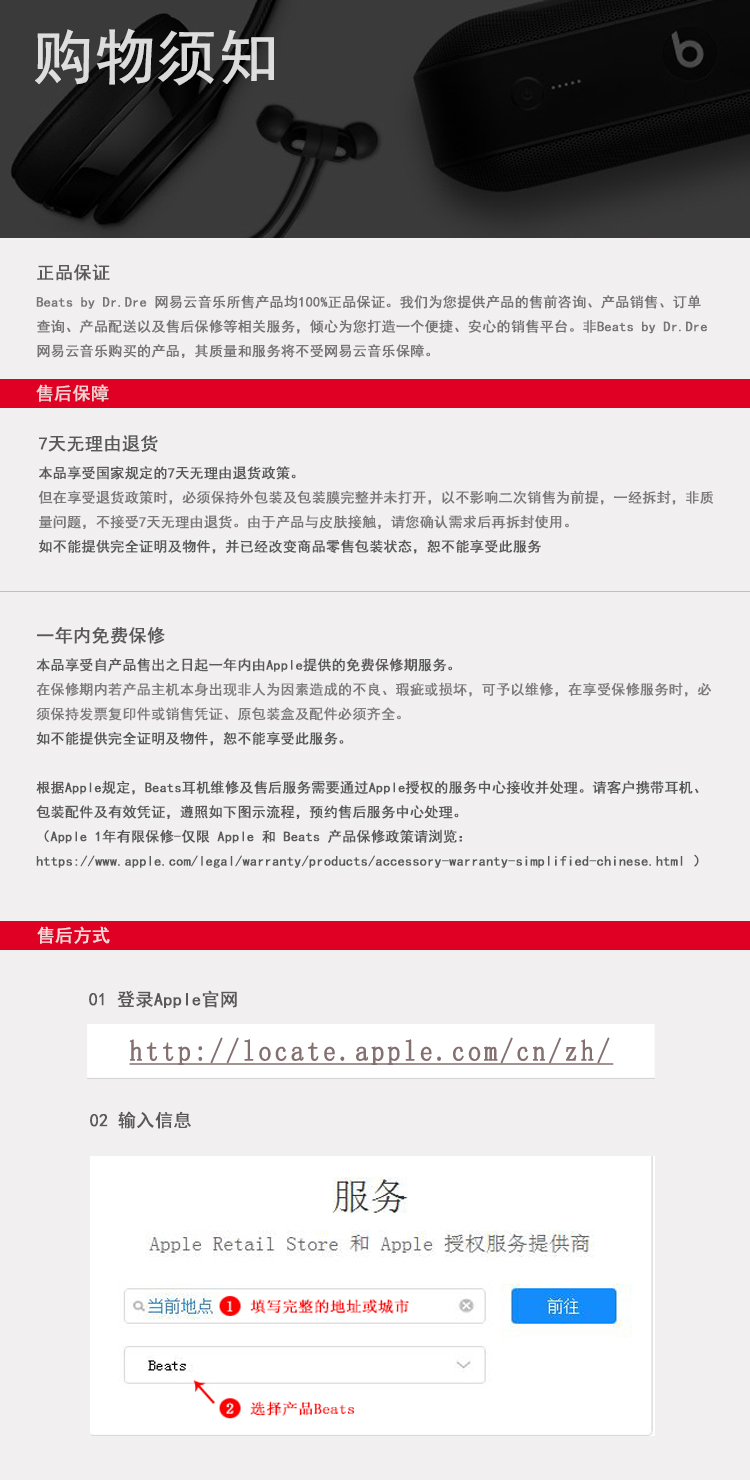 购物须知
b
正品保证
Beats by Dr.Dre 网易云音乐所售产品均100%正品保证。我们为您提供产品的售前咨询、产品销售、订单
查询、产品配送以及售后保修等相关服务，倾心为您打造一个便捷、安心的销售平台。非Beats by Dr.Dre
网易云音乐购买的产品，其质量和服务将不受网易云音乐保障。
售后保障
7天无理由退货
本品享受国家规定的7天无理由退货政策。
但在享受退货政策时，必须保持外包装及包装膜完整并未打开，以不影响二次销售为前提，一经拆封，非质
量问题，不接受7天无理由退货。由于产品与皮肤接触，请您确认需求后再拆封使用。
如不能提供完全证明及物件，并已经改变商品零售包装状态，恕不能享受此服务
一年内免费保修
本品享受自产品售出之日起一年内由Apple提供的免费保修期服务。
在保修期内若产品主机本身出现非人为因素造成的不良、瑕疵或损坏，可予以维修，在享受保修服务时，必
须保持发票复印件或销售凭证、原包装盒及配件必须齐全。
如不能提供完全证明及物件，恕不能享受此服务。
根据Apple规定，Beats耳机维修及售后服务需要通过Apple授权的服务中心接收并处理。请客户携带耳机、
包装配件及有效凭证，遵照如下图示流程，预约售后服务中心处理。
（Apple 1年有限保修-仅限 Apple 和 Beats 产品保修政策请浏览：
https://www.apple.com/legal/warranty/products/accessory-warranty-simplified-chinese.html ）
售后方式
01 登录Apple官网
http://locate.apple.com/cn/zh/
02 输入信息
服务
Apple Retail Store 和 Apple 授权服务提供商
当前地点 1 填写完整的地址或城市
前往
Beats
2 选择产品Beats